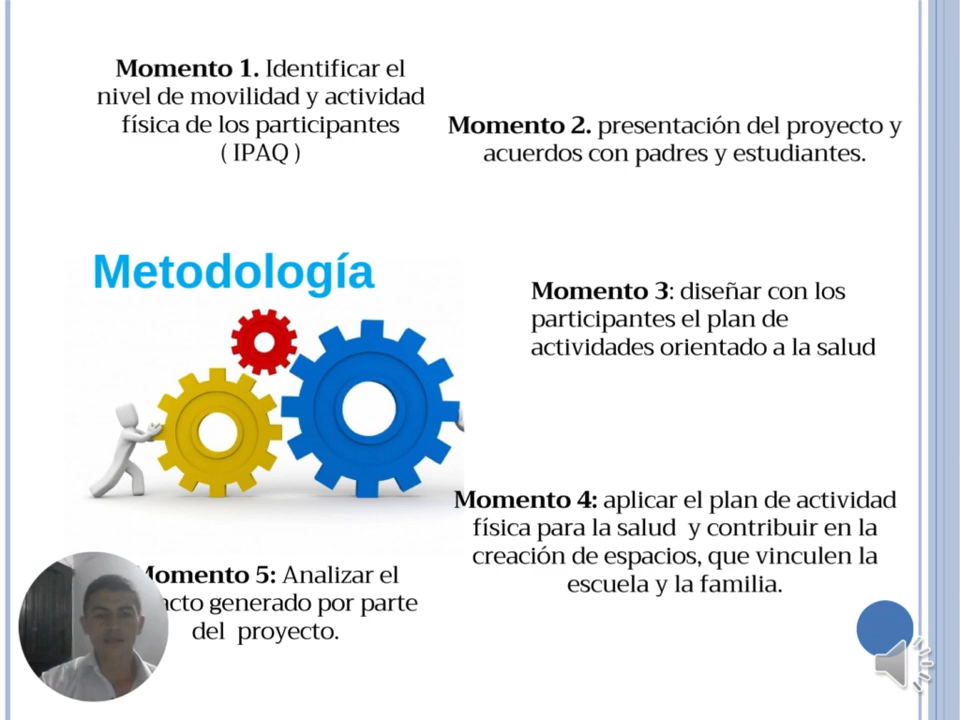 Momento 1. Identificar el
nivel de movilidad y actividad
física de los participantes
( IPAQ )
Momento 2. presentación del proyecto y
acuerdos con padres y estudiantes.
Metodología
Momento 3: diseñar con los
participantes el plan de
actividades orientado a la salud
Momento 4: aplicar el plan de actividad
física para la salud y contribuir en la
creación de espacios, que vinculen la
escuela y la familia.
Momento 5: Analizar el
generado por parte
del proyecto.